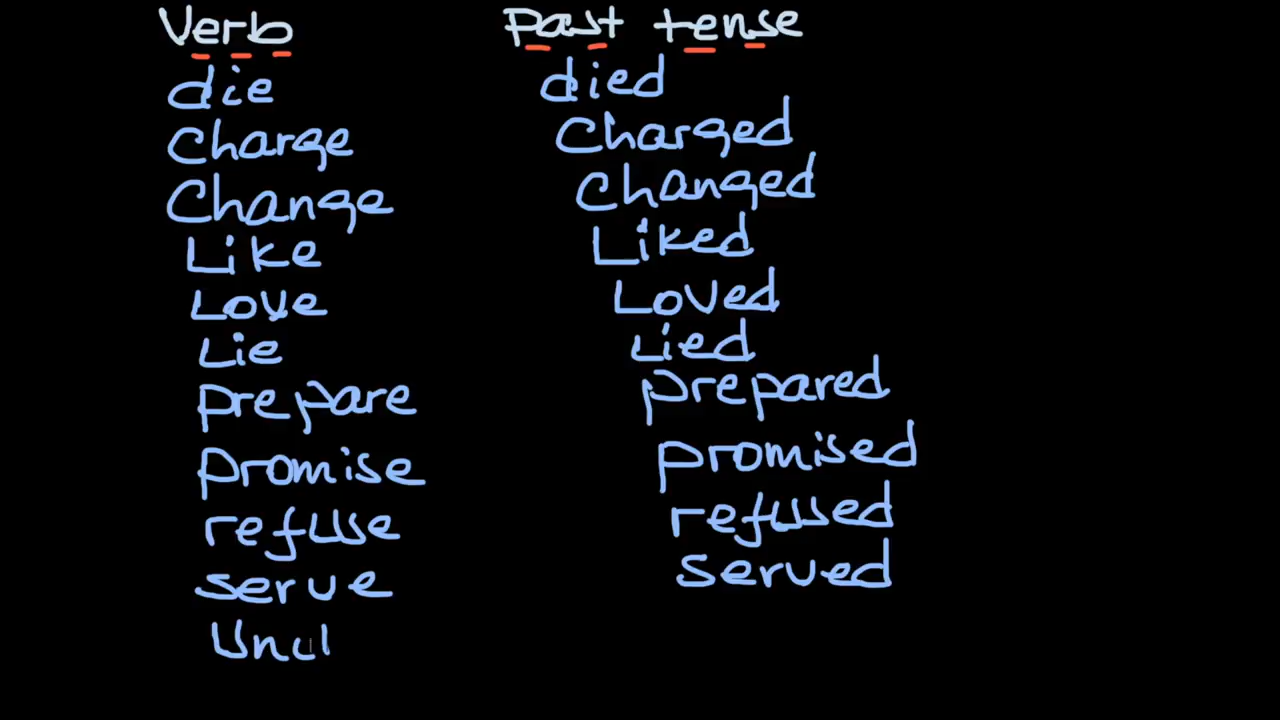 Verb Past tense
die died
Charge Charged
Change Changed
Like Liked
Love Loved
Lie Lied
prepare prepared
promise promised
refuse refused
serve served